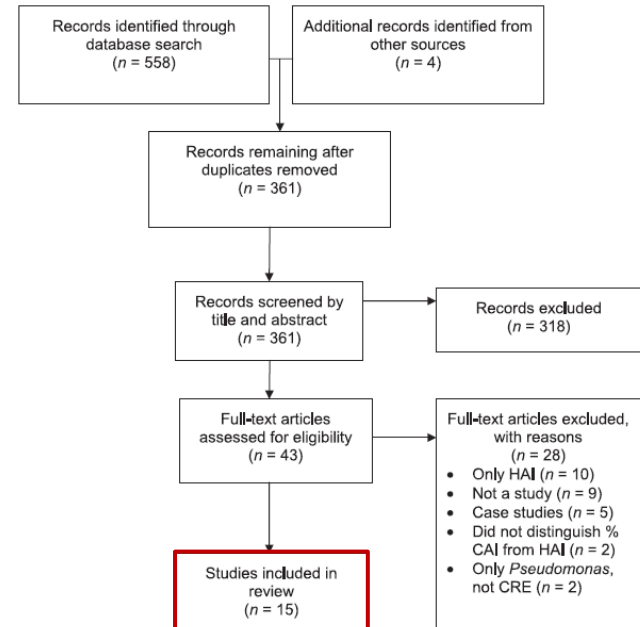 Records identified through
database search
(n = 558)
Additional records identified from
other sources
(n = 4)
Records remaining after
duplicates removed
(n = 361)
Records screened by
title and abstract
(n = 361)
Records excluded
(n = 318)
Full-text articles
assessed for eligibility
(n = 43)
Full-text articles excluded,
with reasons
(n = 28)
• Only HAI (n = 10)
• Not a study (n = 9)
• Case studies (n = 5)
• Did not distinguish %
CAI from HAI (n = 2)
• Only Pseudomonas,
not CRE (n = 2)
Studies included in
review
(n = 15)